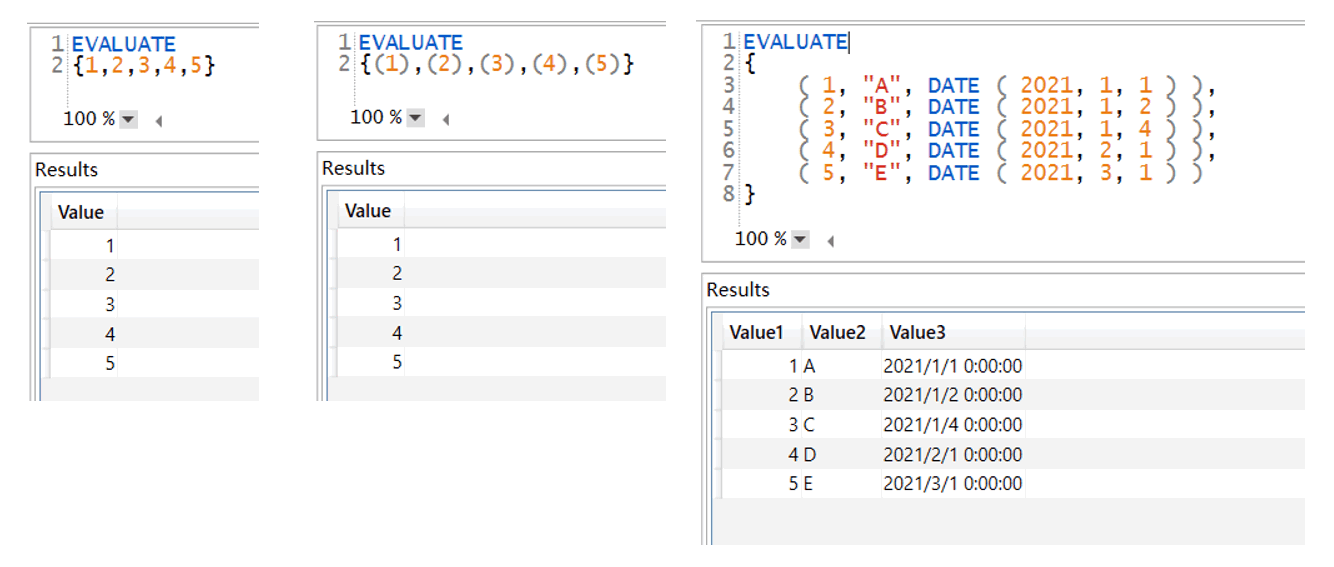 1 EVALUATE
2 {1,2,3,4,5}
100 %
Results
Value
1
2
3
4
5
1 EVALUATE
2 {(1),(2),(3),(4),(5)}
100 %
Results
Value
1
2
3
4
5
1 EVALUATE
2 {
3 ( 1, "A", DATE ( 2021, 1, 1 ) ),
4 ( 2, "B", DATE ( 2021, 1, 2 ) ),
5 ( 3, "C", DATE ( 2021, 1, 4 ) ),
6 ( 4, "D", DATE ( 2021, 2, 1 ) ),
7 ( 5, "E", DATE ( 2021, 3, 1 ) )
8 }
100 %
Results
Value1 Value2 Value3
1 A 2021/1/1 0:00:00
2 B 2021/1/2 0:00:00
3 C 2021/1/4 0:00:00
4 D 2021/2/1 0:00:00
5 E 2021/3/1 0:00:00